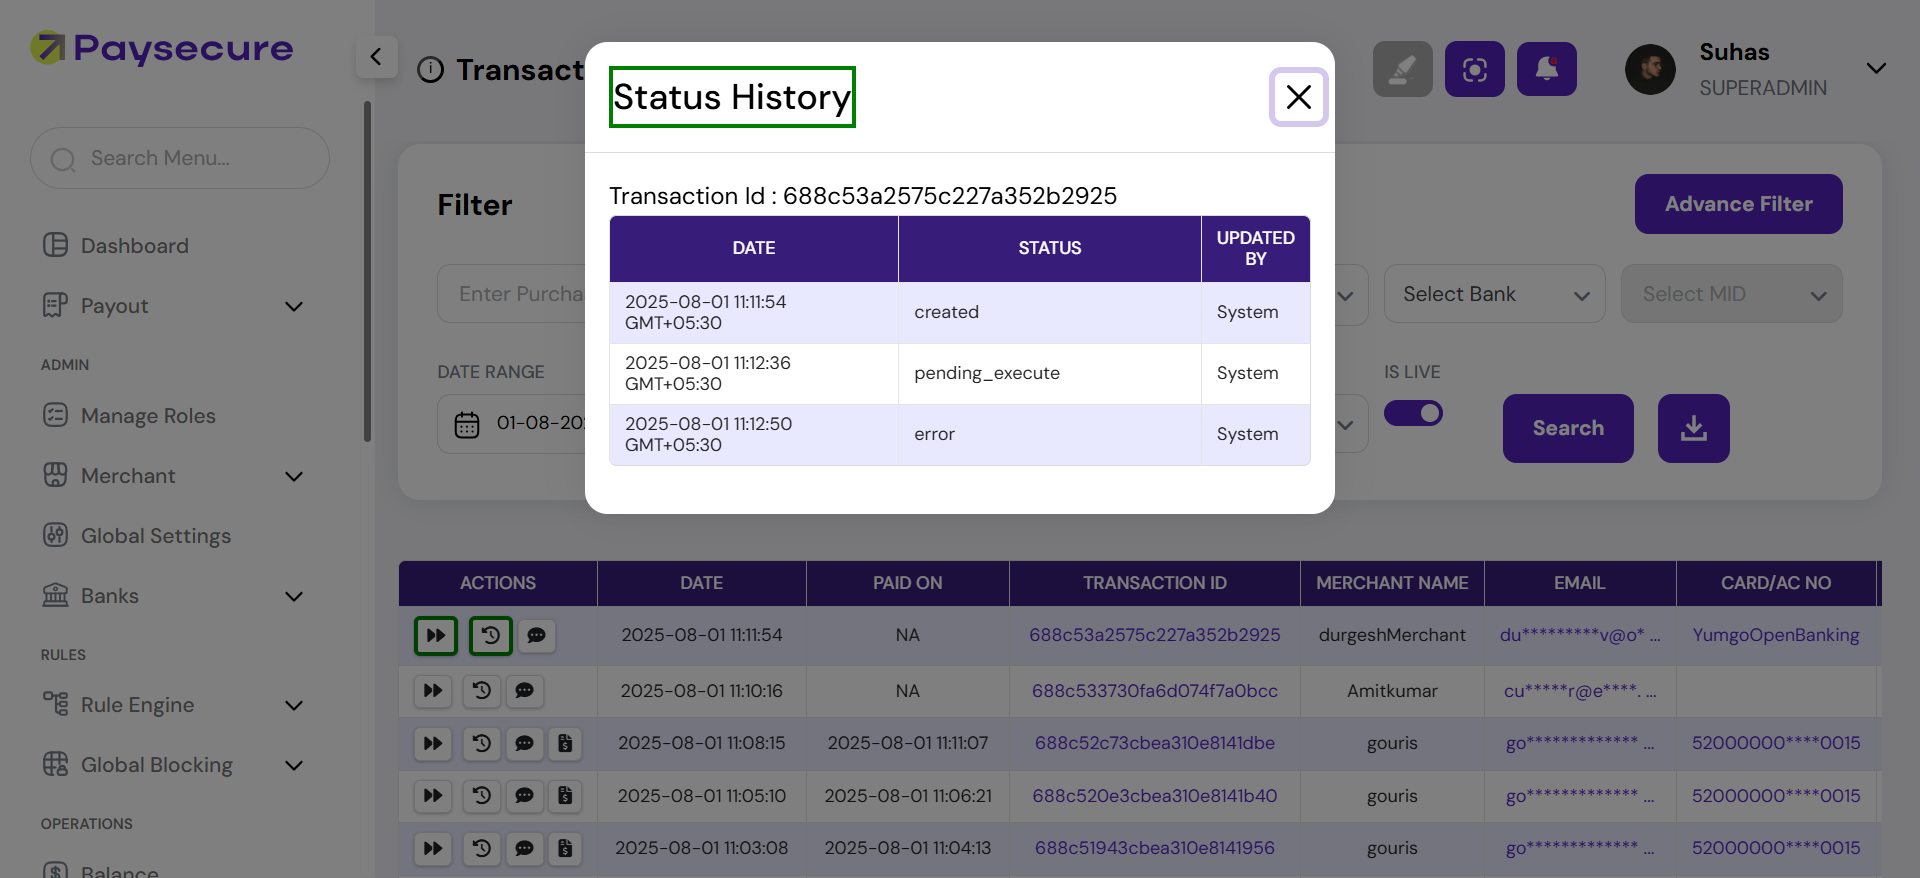 Paysecure
Search Menu...
Dashboard
Payout
ADMIN
Manage Roles
Merchant
Global Settings
Banks
RULES
Rule Engine
Global Blocking
OPERATIONS
Balance
Transact
Suhas
SUPERADMIN
Status History
Transaction Id : 688c53a2575c227a352b2925
DATE STATUS UPDATED BY
2025-08-01 11:11:54 GMT+05:30 created System
2025-08-01 11:12:36 GMT+05:30 pending_execute System
2025-08-01 11:12:50 GMT+05:30 error System
Filter
Advance Filter
Enter Purcha
Select Bank
Select MID
DATE RANGE
IS LIVE
01-08-20
Search
ACTIONS DATE PAID ON TRANSACTION ID MERCHANT NAME EMAIL CARD/AC NO
2025-08-01 11:11:54 NA 688c53a2575c227a352b2925 durgeshMerchant du*********v@o* ... YumgoOpenBanking
2025-08-01 11:10:16 NA 688c533730fa6d074f7a0bcc Amitkumar cu*****r@e****. ...
2025-08-01 11:08:15 2025-08-01 11:11:07 688c52c73cbea310e8141dbe gouris go************* ... 52000000****0015
2025-08-01 11:05:10 2025-08-01 11:06:21 688c520e3cbea310e8141b40 gouris go************* ... 52000000****0015
2025-08-01 11:03:08 2025-08-01 11:04:13 688c51943cbea310e8141956 gouris go************* ... 52000000****0015